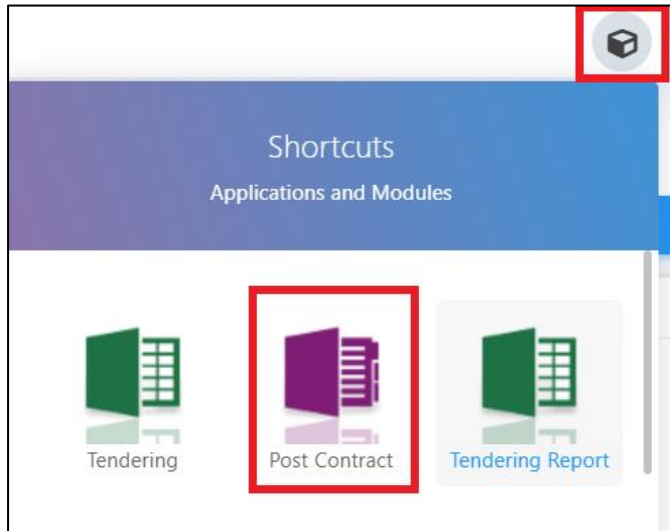 Shortcuts
Applications and Modules
Tendering
Post Contract
Tendering Report